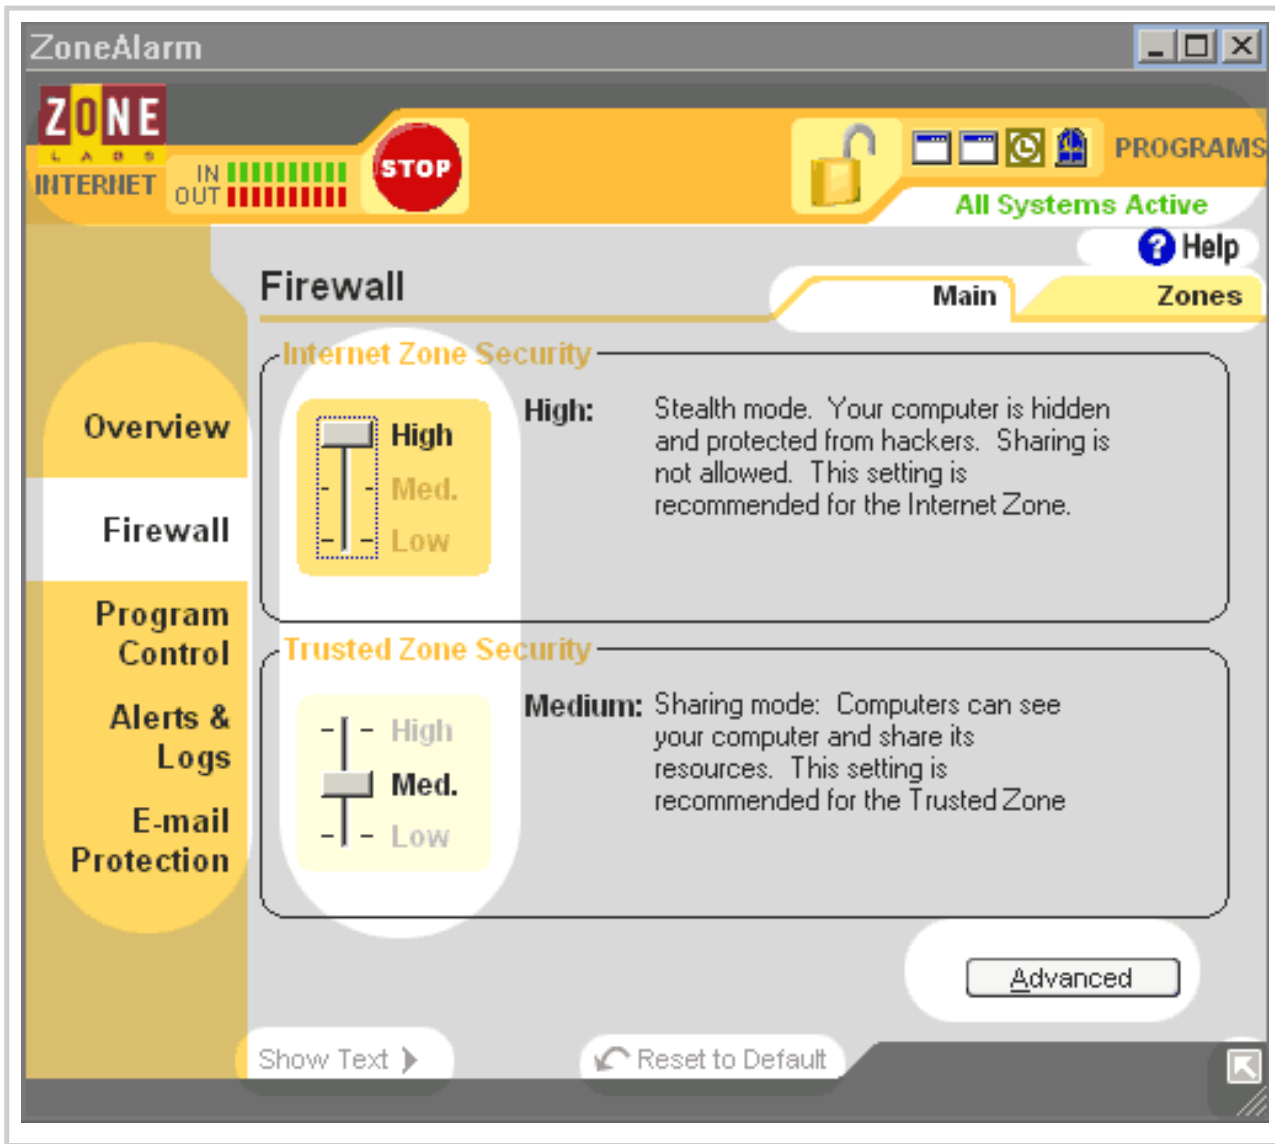 ZoneAlarm
ZONE
LABS
INTERNET
IN
OUT
STOP
PROGRAMS
All Systems Active
? Help
Firewall
Main
Zones
Overview
Firewall
Program
Control
Alerts &
Logs
E-mail
Protection
Internet Zone Security
High
Med.
Low
High:
Stealth mode. Your computer is hidden
and protected from hackers. Sharing is
not allowed. This setting is
recommended for the Internet Zone.
Trusted Zone Security
High
Med.
Low
Medium:
Sharing mode: Computers can see
your computer and share its
resources. This setting is
recommended for the Trusted Zone
Advanced
Show Text
Reset to Default